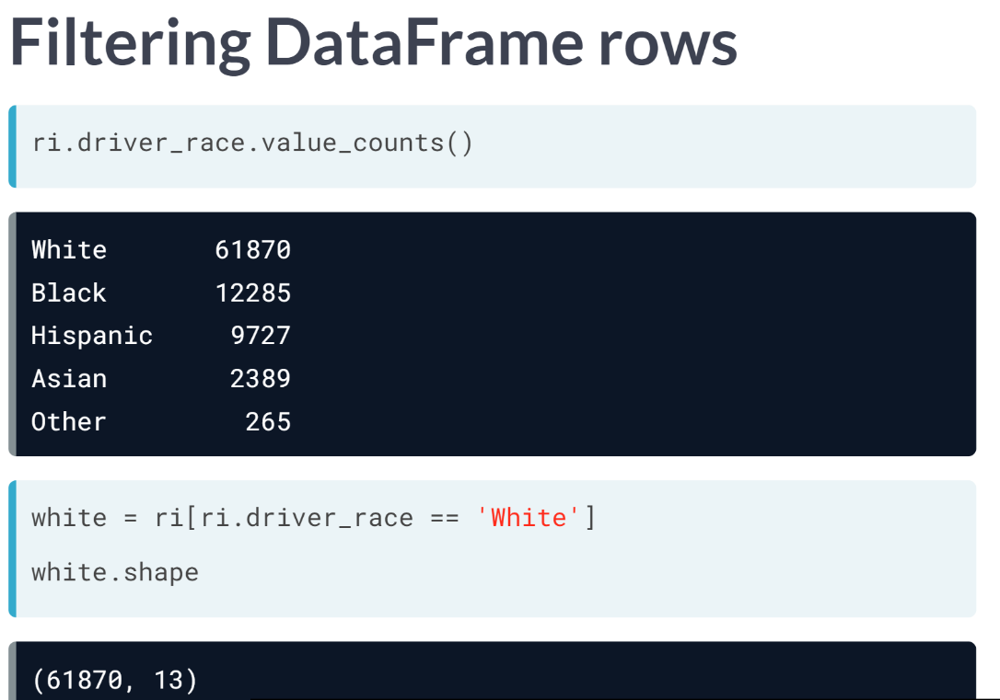 Filtering DataFrame rows
ri.driver_race.value_counts()
White 61870
Black 12285
Hispanic 9727
Asian 2389
Other 265
white = ri[ri.driver_race == 'White']
white.shape
(61870, 13)